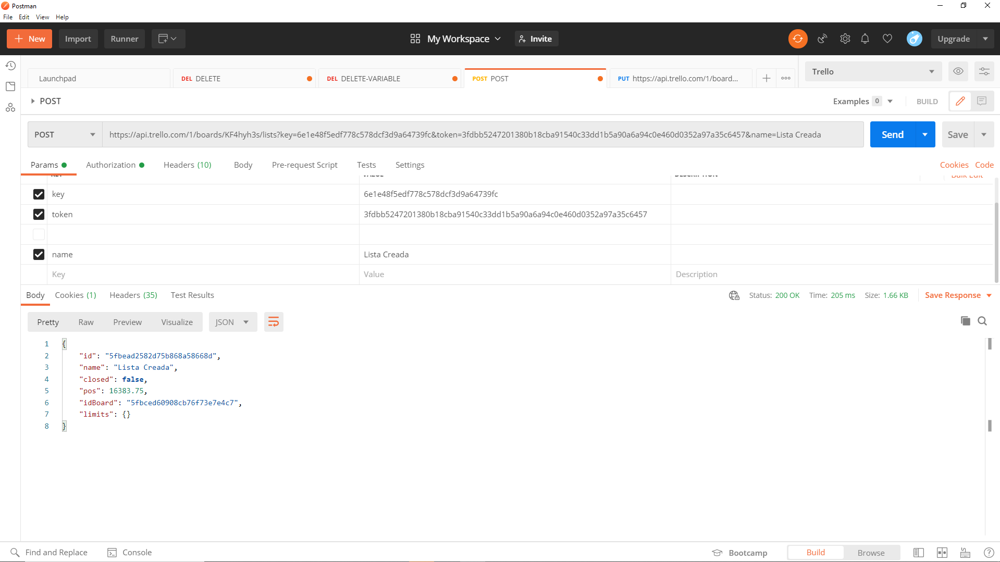 Postman
File Edit View Help
New Import Runner My Workspace Invite Upgrade
Launchpad DEL DELETE DEL DELETE-VARIABLE POST POST PUT https://api.trello.com/1/board... Trello
POST Examples 0 BUILD
POST https://api.trello.com/1/boards/KF4hyh3s/lists?key=6e1e48f5edf778c578dcf3d9a64739fc&token=3fdbb5247201380b18cba91540c33dd1b5a90a6a94c0e460d0352a97a35c6457&name=Lista Creada Send Save
Params Authorization Headers (10) Body Pre-request Script Tests Settings Cookies Code
KEY VALUE DESCRIPTION Bulk Edit
key 6e1e48f5edf778c578dcf3d9a64739fc
token 3fdbb5247201380b18cba91540c33dd1b5a90a6a94c0e460d0352a97a35c6457
name Lista Creada
Key Value Description
Body Cookies (1) Headers (35) Test Results Status: 200 OK Time: 205 ms Size: 1.66 KB Save Response
Pretty Raw Preview Visualize JSON
1 {
2 "id": "5fbead2582d75b868a58668d",
3 "name": "Lista Creada",
4 "closed": false,
5 "pos": 16383.75,
6 "idBoard": "5fbced60908cb76f73e7e4c7",
7 "limits": {}
8 }
Find and Replace Console Bootcamp Build Browse